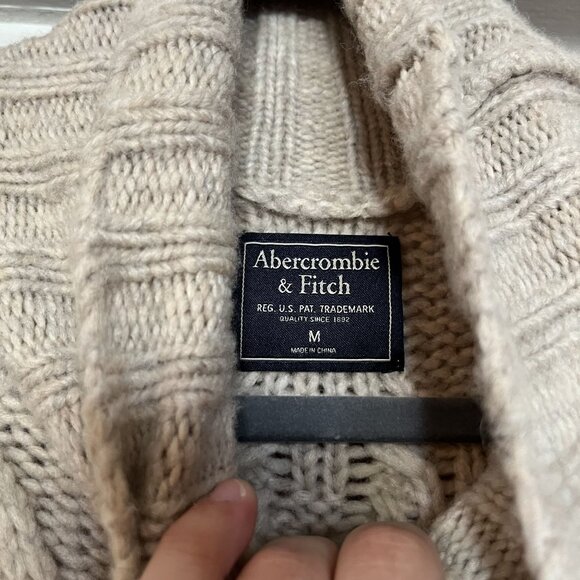 Abercrombie
& Fitch
REG. U.S. PAT. TRADEMARK
QUALITY SINCE 1892
M
MADE IN CHINA